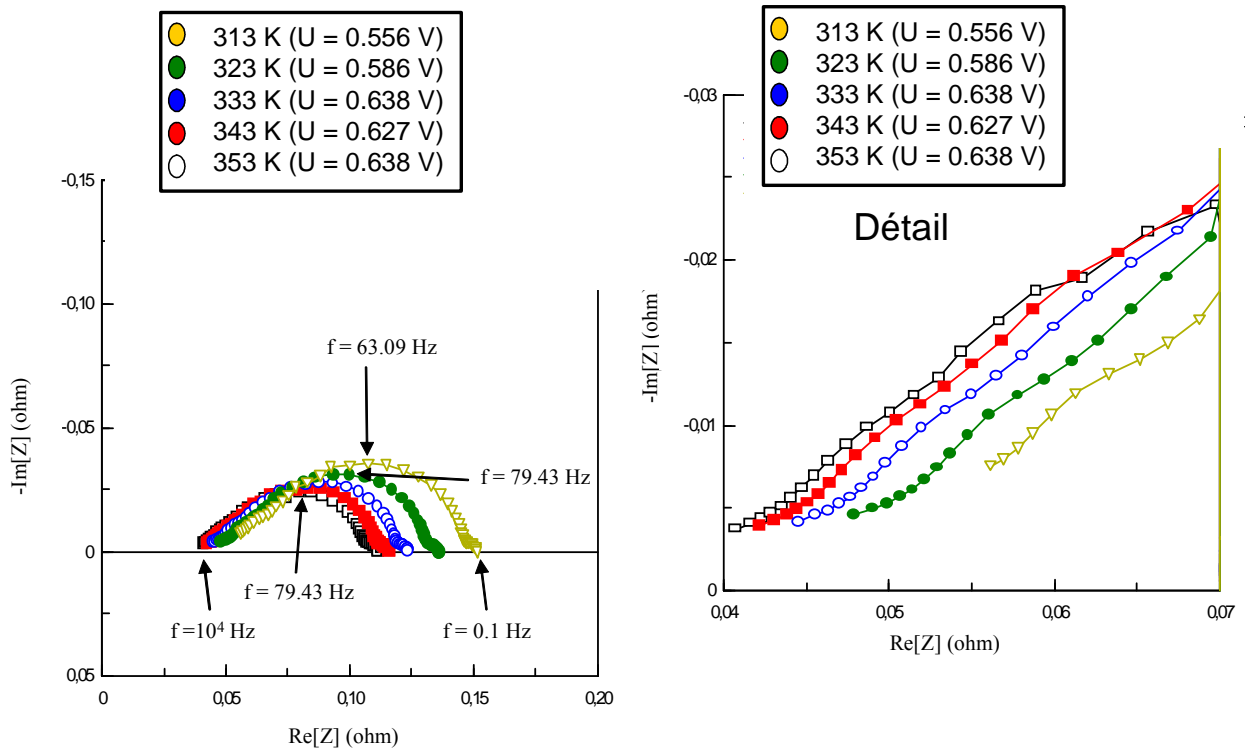 313 K (U = 0.556 V)
323 K (U = 0.586 V)
333 K (U = 0.638 V)
343 K (U = 0.627 V)
353 K (U = 0.638 V)
-0,15
-0,10
-0,05
0
0,05
-Im[Z] (ohm)
f = 63.09 Hz
f = 79.43 Hz
f = 79.43 Hz
f =10⁴ Hz
f = 0.1 Hz
0
0,05
0,10
0,15
0,20
Re[Z] (ohm)
313 K (U = 0.556 V)
323 K (U = 0.586 V)
333 K (U = 0.638 V)
343 K (U = 0.627 V)
353 K (U = 0.638 V)
Détail
-0,03
-0,02
-0,01
0
-Im[Z] (ohm)
0,04
0,05
0,06
0,07
Re[Z] (ohm)